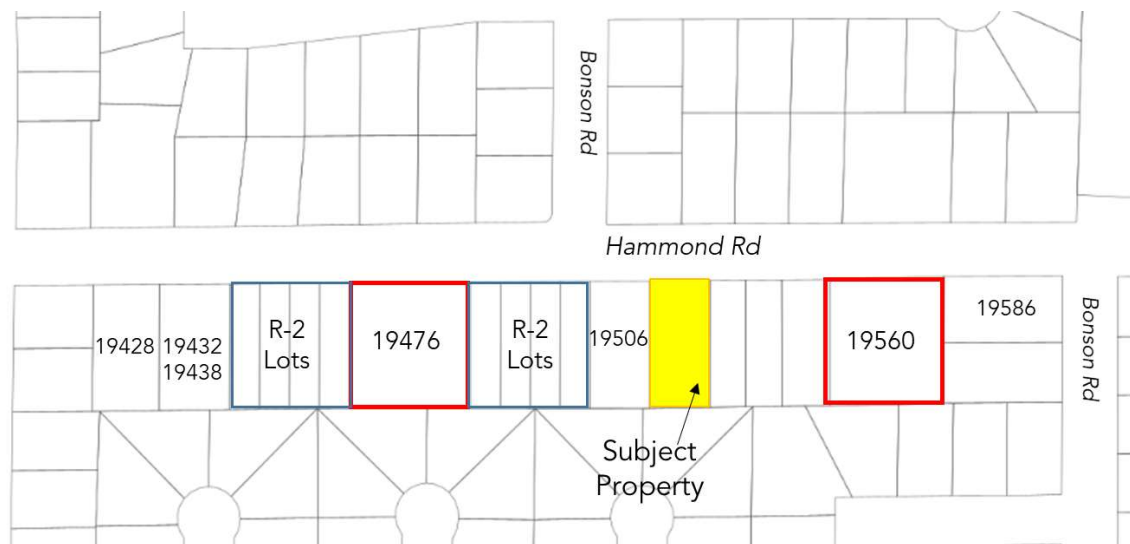 Bonson Rd
Hammond Rd
19428
19432
19438
R-2
Lots
19476
R-2
Lots
19506
19560
19586
Bonson Rd
Subject
Property